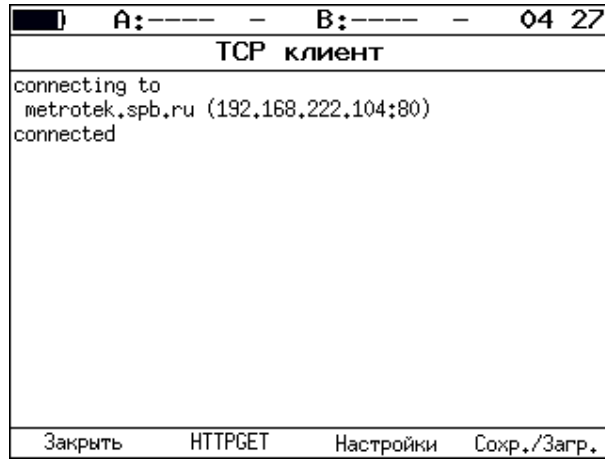 A:---- - B:---- - 04 27
TCP клиент
connecting to
metrotek.spb.ru (192.168.222.104:80)
connected
Закрыть HTTPGET Настройки Сохр./Загр.